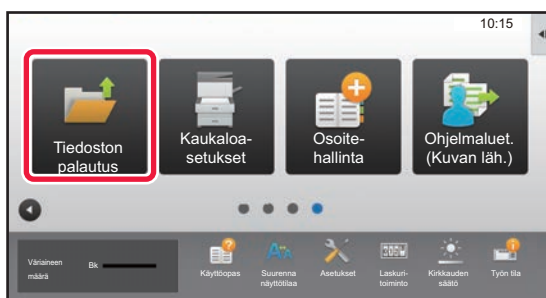 10:15
Tiedoston
palautus
Kaukaloa-
setukset
Osoite-
hallinta
Ohjelmaluet.
(Kuvan läh.)
Väriaineen
määrä
Bk
Käyttöopas
Suurenna
näyttötilaa
Asetukset
Laskuri-
toiminto
Kirkkauden
säätö
Työn tila